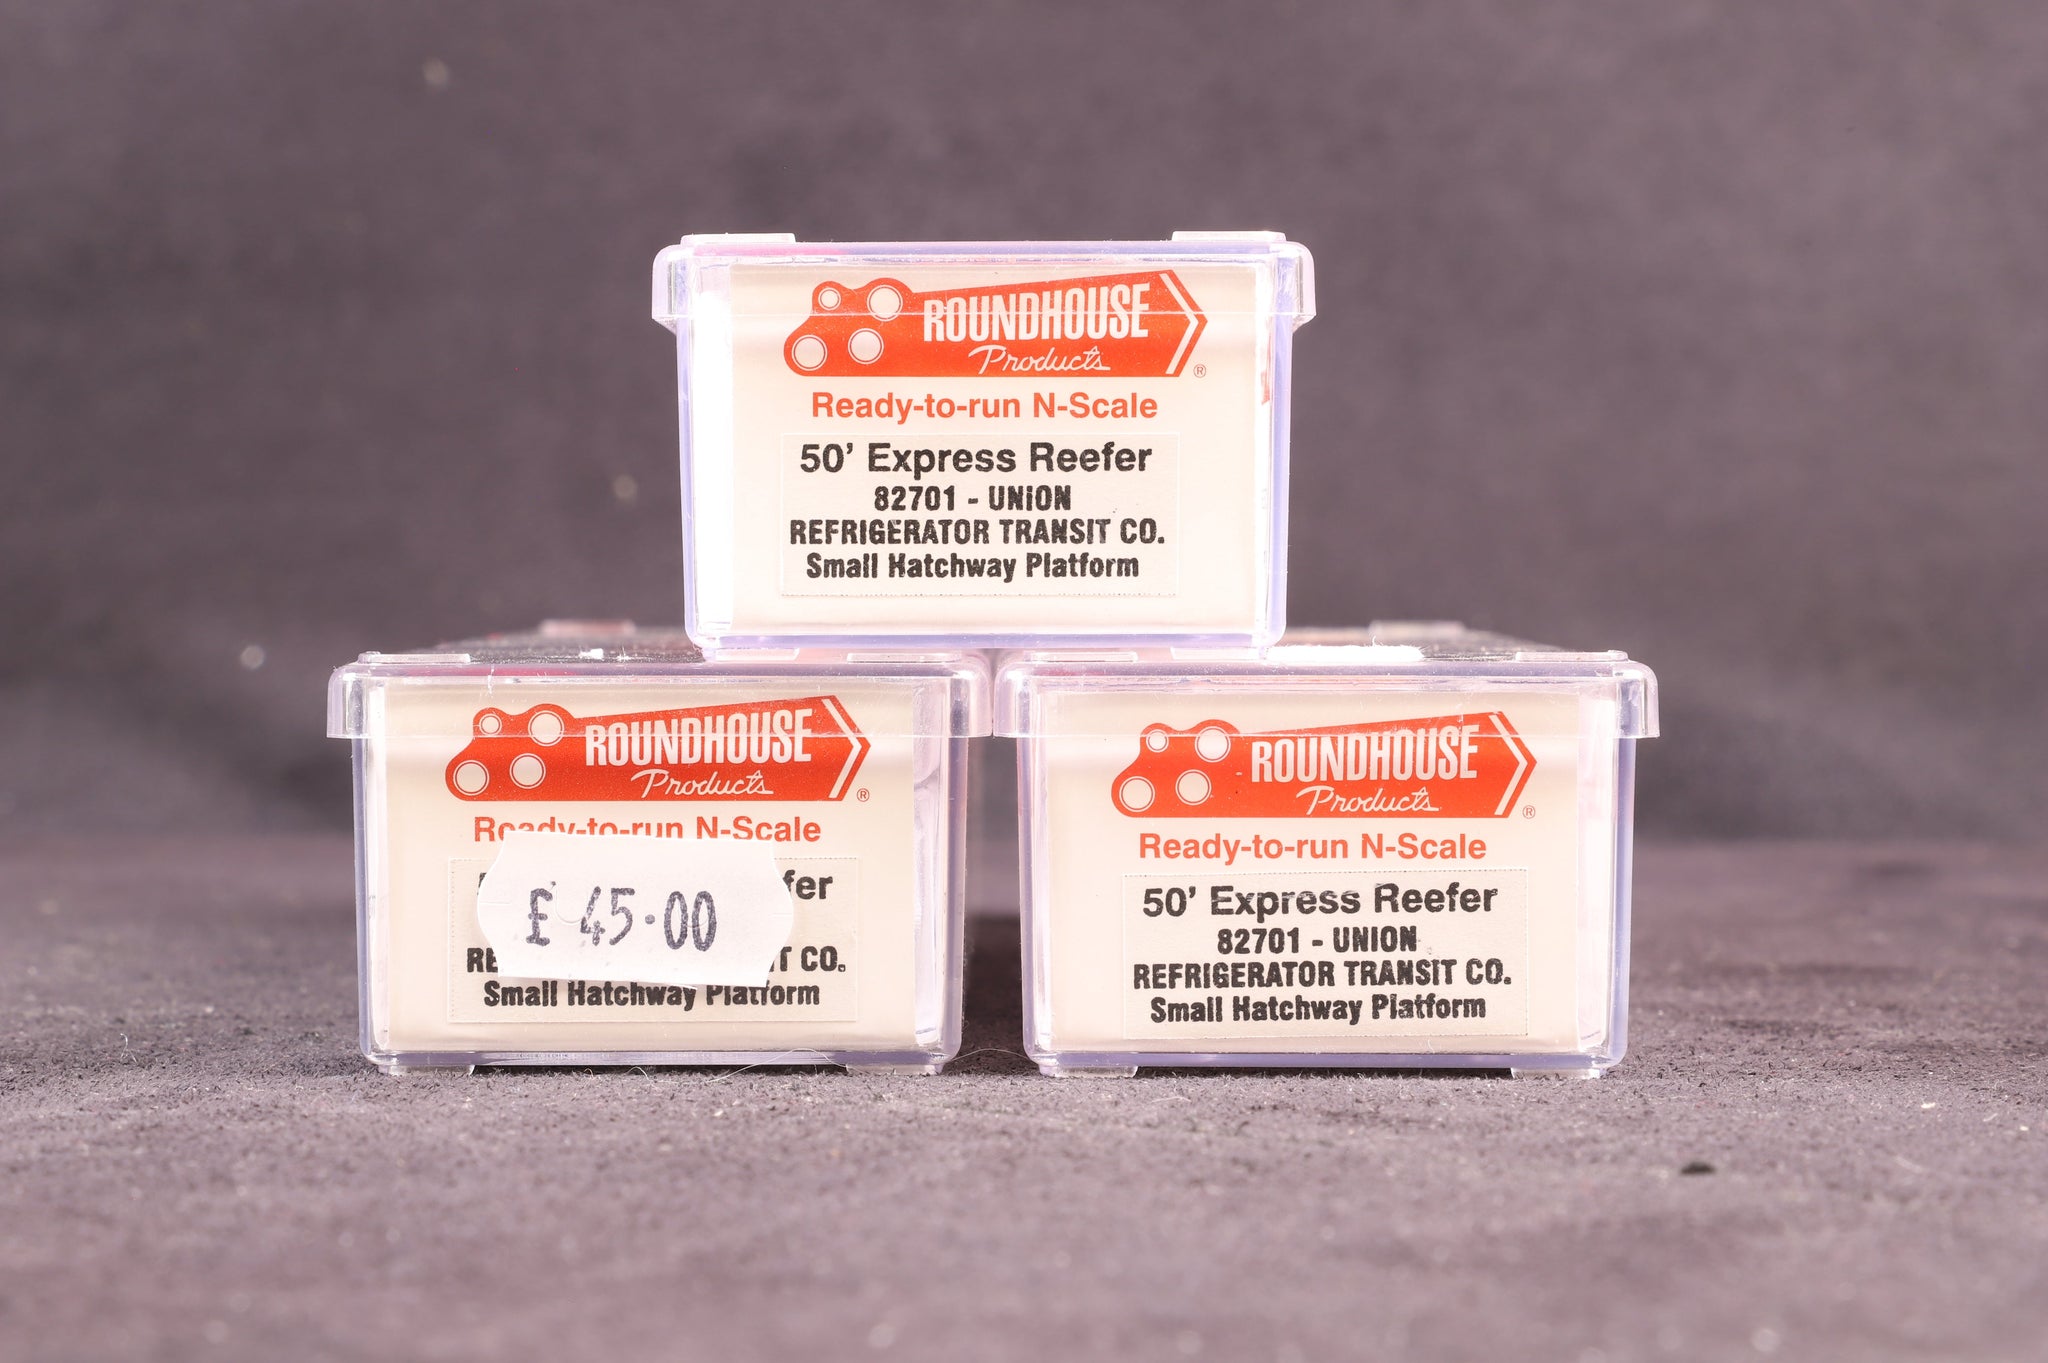 ROUNDHOUSE
Products
®
Ready-to-run N-Scale
50' Express Reefer
82701 - UNiON
REFRIGERATOR TRANSIT CO.
Small Hatchway Platform
ROUNDHOUSE
Products
®
Ready-to-run N-Scale
£45.00
CO.
Small Hatchway Platform
ROUNDHOUSE
Products
®
Ready-to-run N-Scale
50' Express Reefer
82701 - UNION
REFRIGERATOR TRANSIT CO.
Small Hatchway Platform